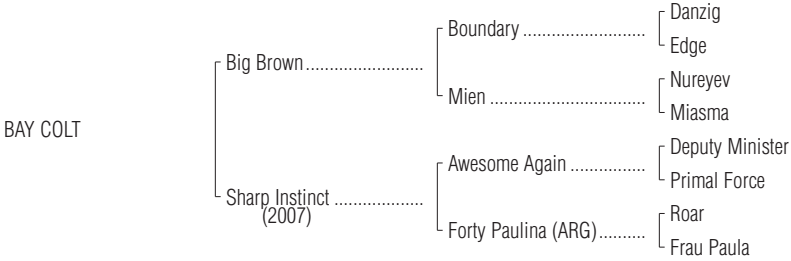 Danzig
Boundary ..........................
Edge
Big Brown.........................
Nureyev
Mien .................................
Miasma
BAY COLT
Deputy Minister
Awesome Again ................
Primal Force
Sharp Instinct ...................
(2007)
Roar
Forty Paulina (ARG)..........
Frau Paula